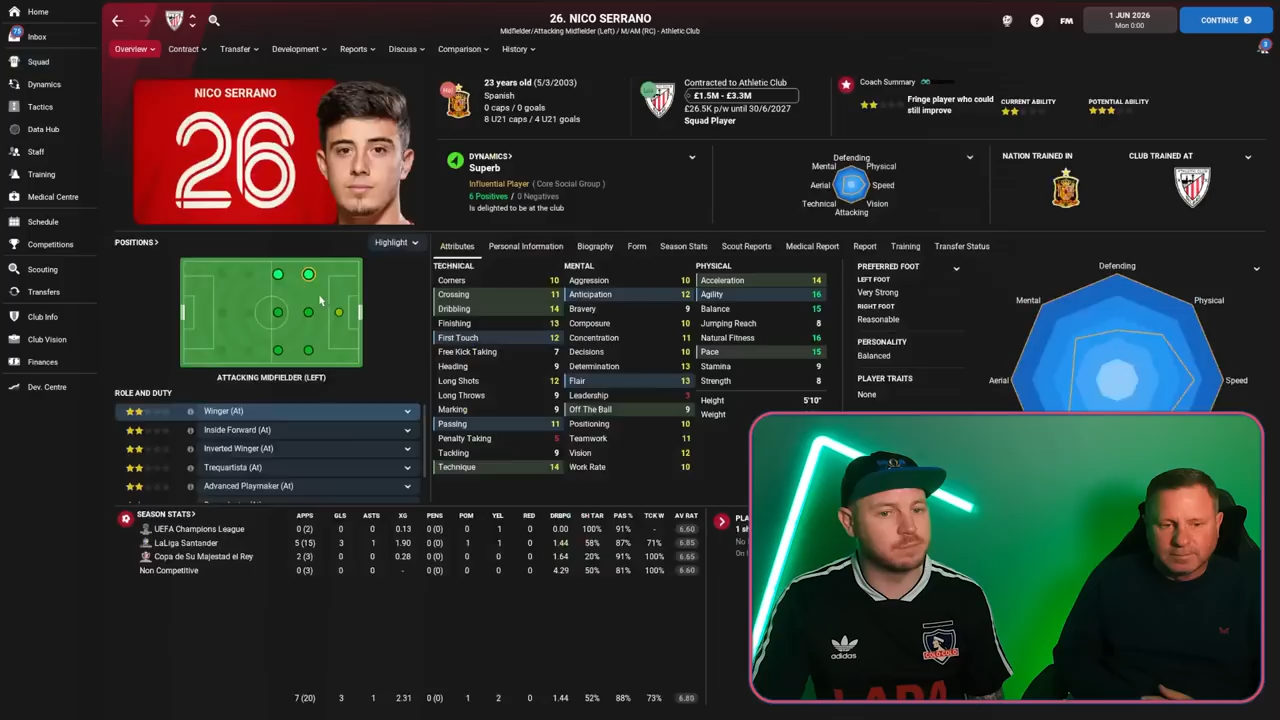 Home
75
Inbox
Squad
Dynamics
Tactics
Data Hub
Staff
Training
Medical Centre
Schedule
Competitions
Scouting
Transfers
Club Info
Club Vision
Finances
Dev. Centre
26. NICO SERRANO
Midfielder/Attacking Midfielder (Left) / M/AM (RC) - Athletic Club
FM
1 JUN 2026
Mon 0:00
CONTINUE
3
Overview
Contract
Transfer
Development
Reports
Discuss
Comparison
History
NICO SERRANO
26
23 years old (5/3/2003)
Spanish
0 caps / 0 goals
8 U21 caps / 4 U21 goals
Contracted to Athletic Club
£1.5M - £3.3M
£26.5K p/w until 30/6/2027
Squad Player
Coach Summary
Fringe player who could
still improve
CURRENT ABILITY
POTENTIAL ABILITY
DYNAMICS>
Superb
Influential Player ( Core Social Group )
6 Positives / 0 Negatives
Is delighted to be at the club
Defending
Mental Physical
Aerial Speed
Technical Vision
Attacking
NATION TRAINED IN
CLUB TRAINED AT
POSITIONS>
Highlight
ATTACKING MIDFIELDER (LEFT)
ROLE AND DUTY
Winger (At)
Inside Forward (At)
Inverted Winger (At)
Trequartista (At)
Advanced Playmaker (At)
Attributes
Personal Information
Biography
Form
Season Stats
Scout Reports
Medical Report
Report
Training
Transfer Status
TECHNICAL
Corners 10
Crossing 11
Dribbling 14
Finishing 13
First Touch 12
Free Kick Taking 7
Heading 9
Long Shots 12
Long Throws 9
Marking 9
Passing 11
Penalty Taking 5
Tackling 9
Technique 14
MENTAL
Aggression 10
Anticipation 12
Bravery 9
Composure 10
Concentration 11
Decisions 10
Determination 13
Flair 13
Leadership 3
Off The Ball 9
Positioning 10
Teamwork 11
Vision 12
Work Rate 10
PHYSICAL
Acceleration 14
Agility 16
Balance 15
Jumping Reach 8
Natural Fitness 16
Pace 15
Stamina 9
Strength 8
Height 5'10"
Weight
PREFERRED FOOT
LEFT FOOT
Very Strong
RIGHT FOOT
Reasonable
PERSONALITY
Balanced
PLAYER TRAITS
None
Defending
Mental
Physical
Aerial
Speed
SEASON STATS>
APPS GLS ASTS XG PENS POM YEL RED DRBPG SH TAR PAS % TCK W AV RAT
UEFA Champions League 0 (2) 0 0 0.13 0 (0) 0 1 0 0.00 100% 91% - 6.60
LaLiga Santander 5 (15) 3 1 1.90 0 (0) 1 1 0 1.44 58% 87% 71% 6.85
Copa de Su Majestad el Rey 2 (3) 0 0 0.28 0 (0) 0 0 0 1.64 20% 91% 100% 6.65
Non Competitive 0 (3) 0 0 - 0 (0) 0 0 0 4.29 50% 81% 100% 6.60
7 (20) 3 1 2.31 0 (0) 1 2 0 1.44 52% 88% 73% 6.80
adidas
COLO COLO